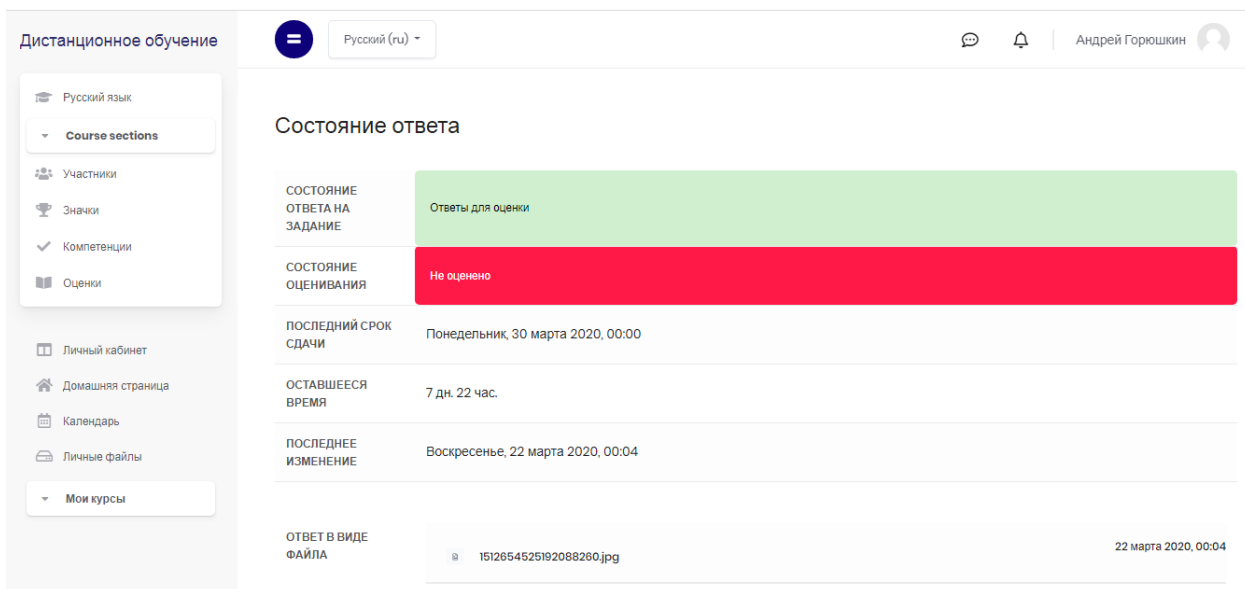 Дистанционное обучение
Русский (ru)
Андрей Горюшкин
Русский язык
Course sections
Участники
Значки
Компетенции
Оценки
Личный кабинет
Домашняя страница
Календарь
Личные файлы
Мои курсы
Состояние ответа
СОСТОЯНИЕ
ОТВЕТА НА
ЗАДАНИЕ
Ответы для оценки
СОСТОЯНИЕ
ОЦЕНИВАНИЯ
Не оценено
ПОСЛЕДНИЙ СРОК
СДАЧИ
Понедельник, 30 марта 2020, 00:00
ОСТАВШЕЕСЯ
ВРЕМЯ
7 дн. 22 час.
ПОСЛЕДНЕЕ
ИЗМЕНЕНИЕ
Воскресенье, 22 марта 2020, 00:04
ОТВЕТ В ВИДЕ
ФАЙЛА
1512654525192088260.jpg
22 марта 2020, 00:04